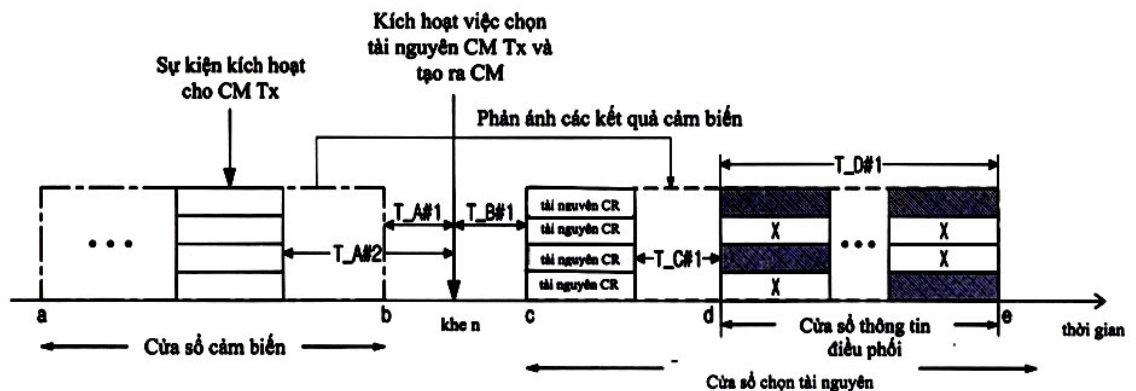 Kích hoạt việc chọn
tài nguyên CM Tx và
tạo ra CM
Sự kiện kích hoạt
cho CM Tx
Phản ánh các kết quả cảm biến
T_D#1
T_A#1
T_B#1
tài nguyên CR
X
X
tài nguyên CR
•••
•••
T_A#2
tài nguyên CR
T_C#1
X
tài nguyên CR
X
a
b
khe n
c
d
e
thời gian
Cửa sổ cảm biến
Cửa sổ thông tin
điều phối
Cửa sổ chọn tài nguyên